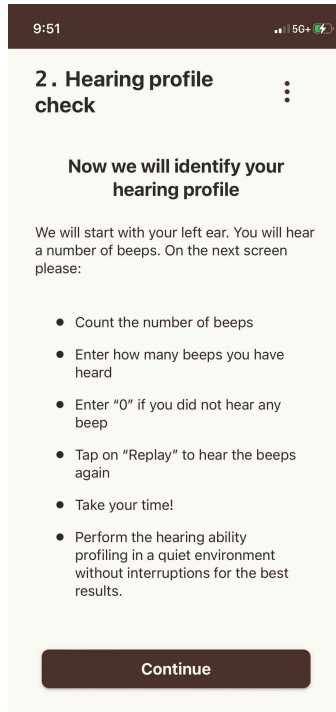 9:51
5G+
2. Hearing profile
check
Now we will identify your
hearing profile
We will start with your left ear. You will hear
a number of beeps. On the next screen
please:
● Count the number of beeps
● Enter how many beeps you have
heard
● Enter “0” if you did not hear any
beep
● Tap on “Replay” to hear the beeps
again
● Take your time!
● Perform the hearing ability
profiling in a quiet environment
without interruptions for the best
results.
Continue